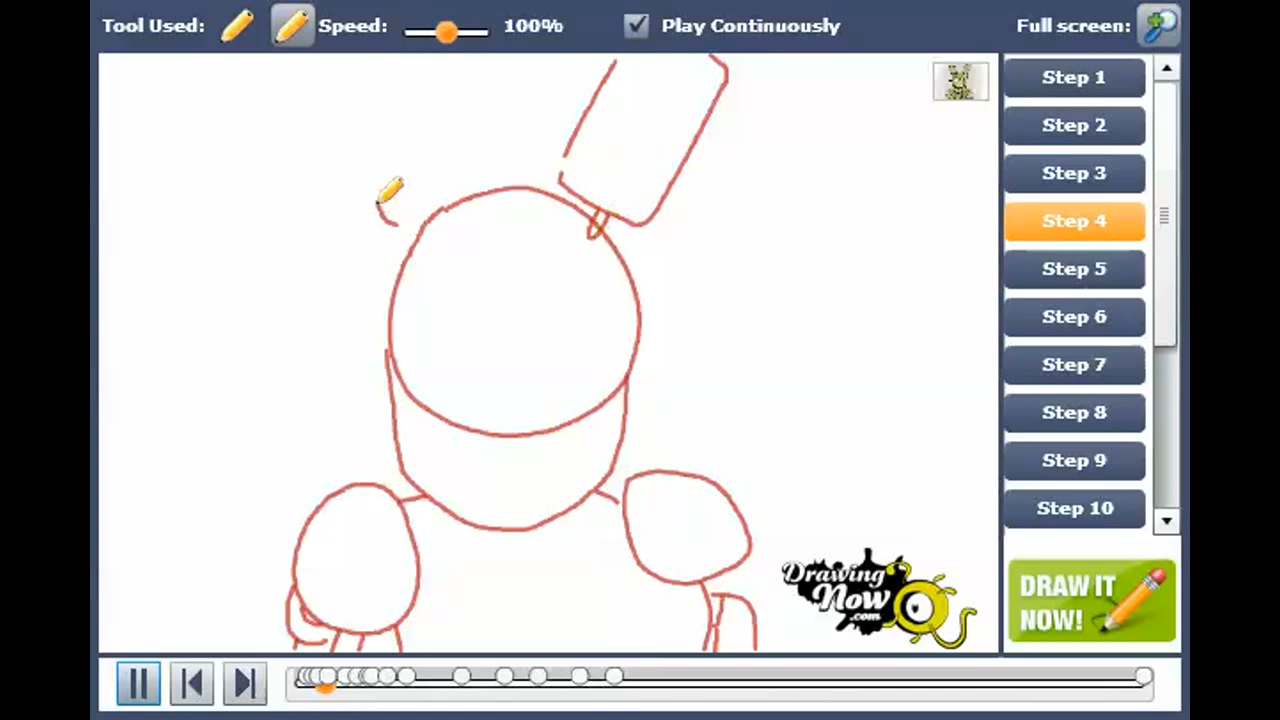 Tool Used: Speed: 100% Play Continuously Full screen:
Step 1
Step 2
Step 3
Step 4
Step 5
Step 6
Step 7
Step 8
Step 9
Step 10
Drawing
Now
.com
DRAW IT
NOW!